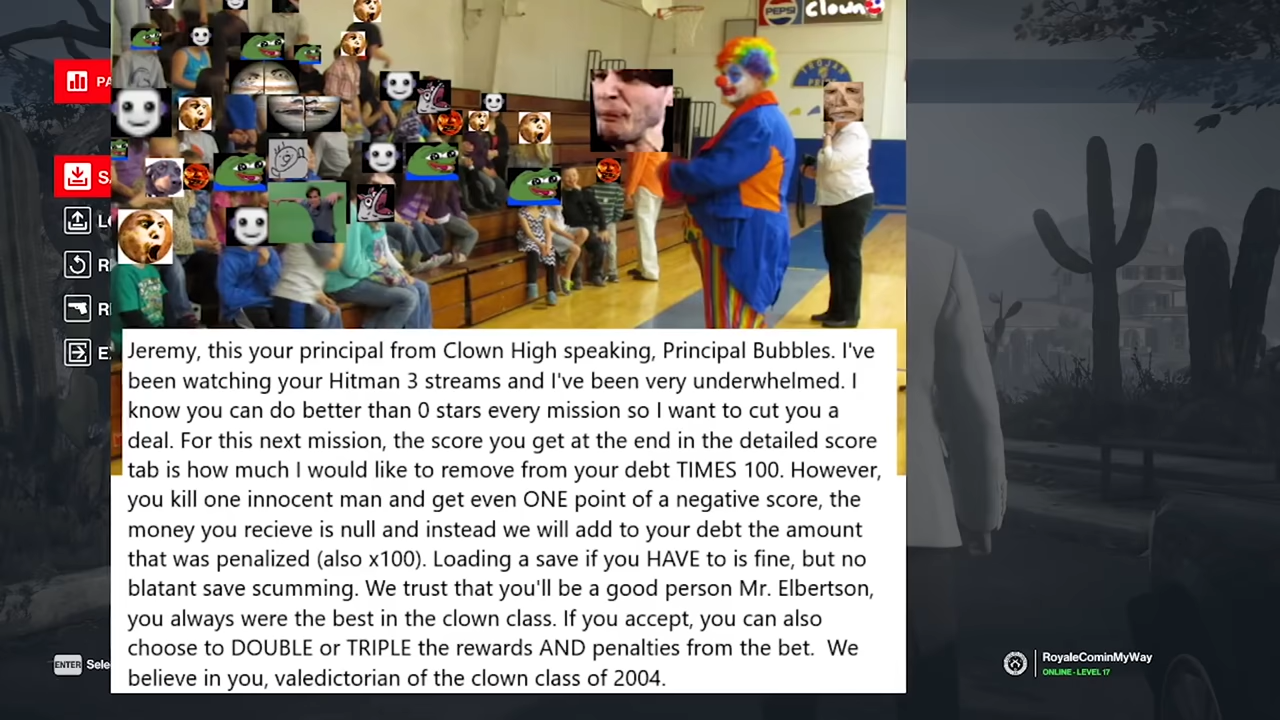 PEPSI
Clown
PA
S
L
R
R
E
Jeremy, this your principal from Clown High speaking, Principal Bubbles. I've
been watching your Hitman 3 streams and I've been very underwhelmed. I
know you can do better than 0 stars every mission so I want to cut you a
deal. For this next mission, the score you get at the end in the detailed score
tab is how much I would like to remove from your debt TIMES 100. However,
you kill one innocent man and get even ONE point of a negative score, the
money you recieve is null and instead we will add to your debt the amount
that was penalized (also x100). Loading a save if you HAVE to is fine, but no
blatant save scumming. We trust that you'll be a good person Mr. Elbertson,
you always were the best in the clown class. If you accept, you can also
choose to DOUBLE or TRIPLE the rewards AND penalties from the bet. We
believe in you, valedictorian of the clown class of 2004.
ENTER Sele
RoyaleCominMyWay
ONLINE - LEVEL 17